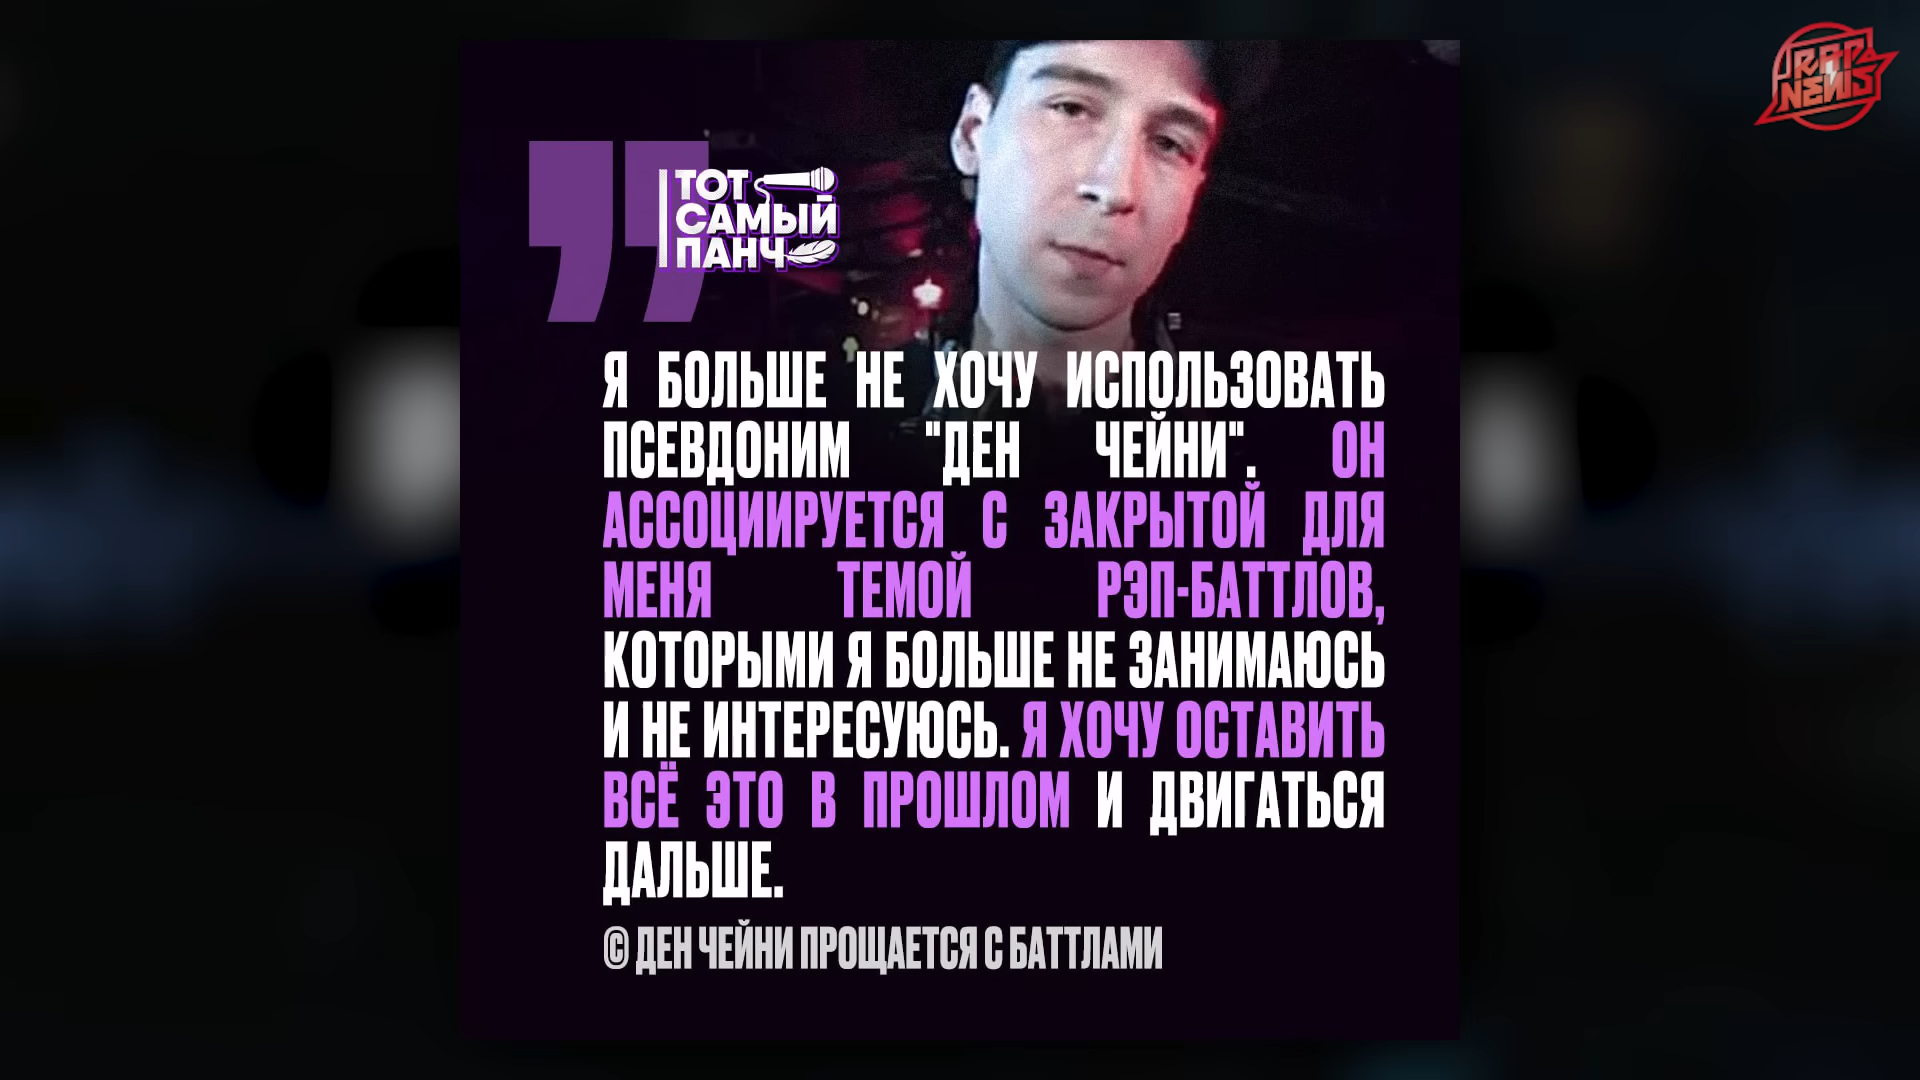 RAP
NEWS
ТОТ
САМЫЙ
ПАНЧ
Я БОЛЬШЕ НЕ ХОЧУ ИСПОЛЬЗОВАТЬ
ПСЕВДОНИМ "ДЕН ЧЕЙНИ". ОН
АССОЦИИРУЕТСЯ С ЗАКРЫТОЙ ДЛЯ
МЕНЯ ТЕМОЙ РЭП-БАТТЛОВ,
КОТОРЫМИ Я БОЛЬШЕ НЕ ЗАНИМАЮСЬ
И НЕ ИНТЕРЕСУЮСЬ. Я ХОЧУ ОСТАВИТЬ
ВСЁ ЭТО В ПРОШЛОМ И ДВИГАТЬСЯ
ДАЛЬШЕ.
© ДЕН ЧЕЙНИ ПРОЩАЕТСЯ С БАТТЛАМИ